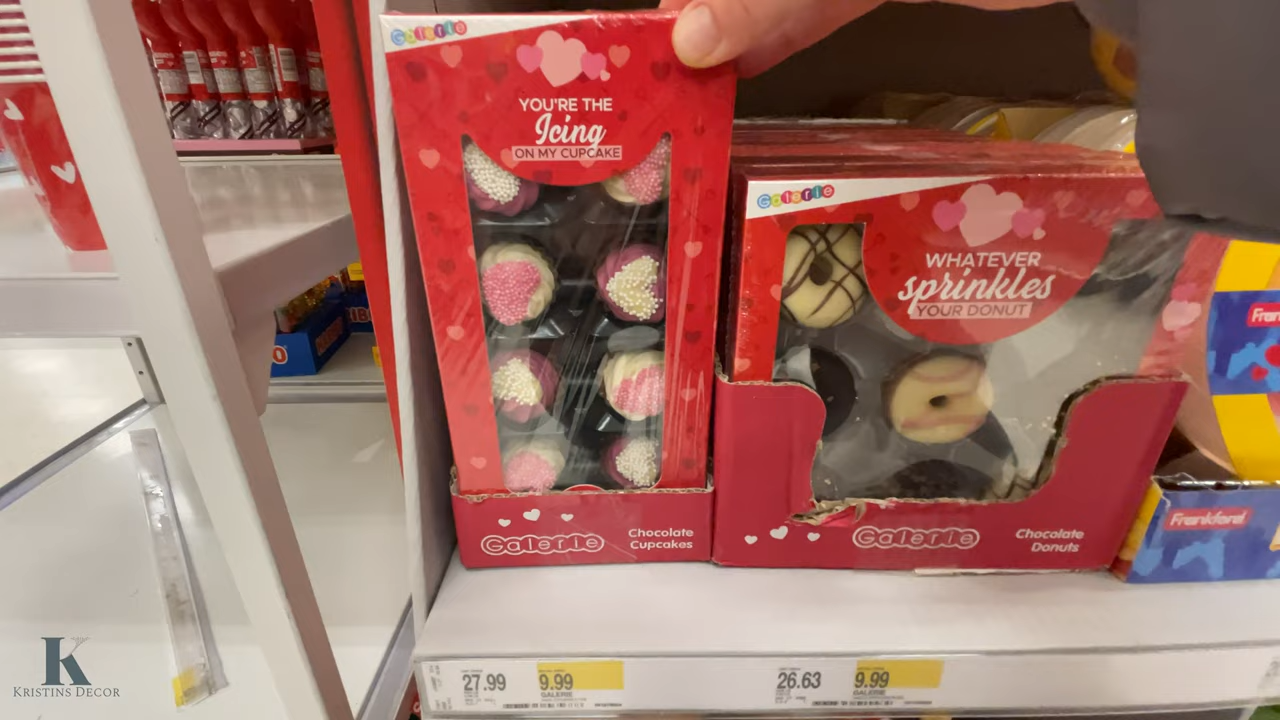 Galerie
YOU'RE THE
Icing
ON MY CUPCAKE
Galerie
WHATEVER
sprinkles
YOUR DONUT
Galerie
Chocolate
Cupcakes
Galerie
Chocolate
Donuts
Frankford
27.99
9.99
GALERIE
26.63
9.99
GALERIE
K
KRISTINS DECOR